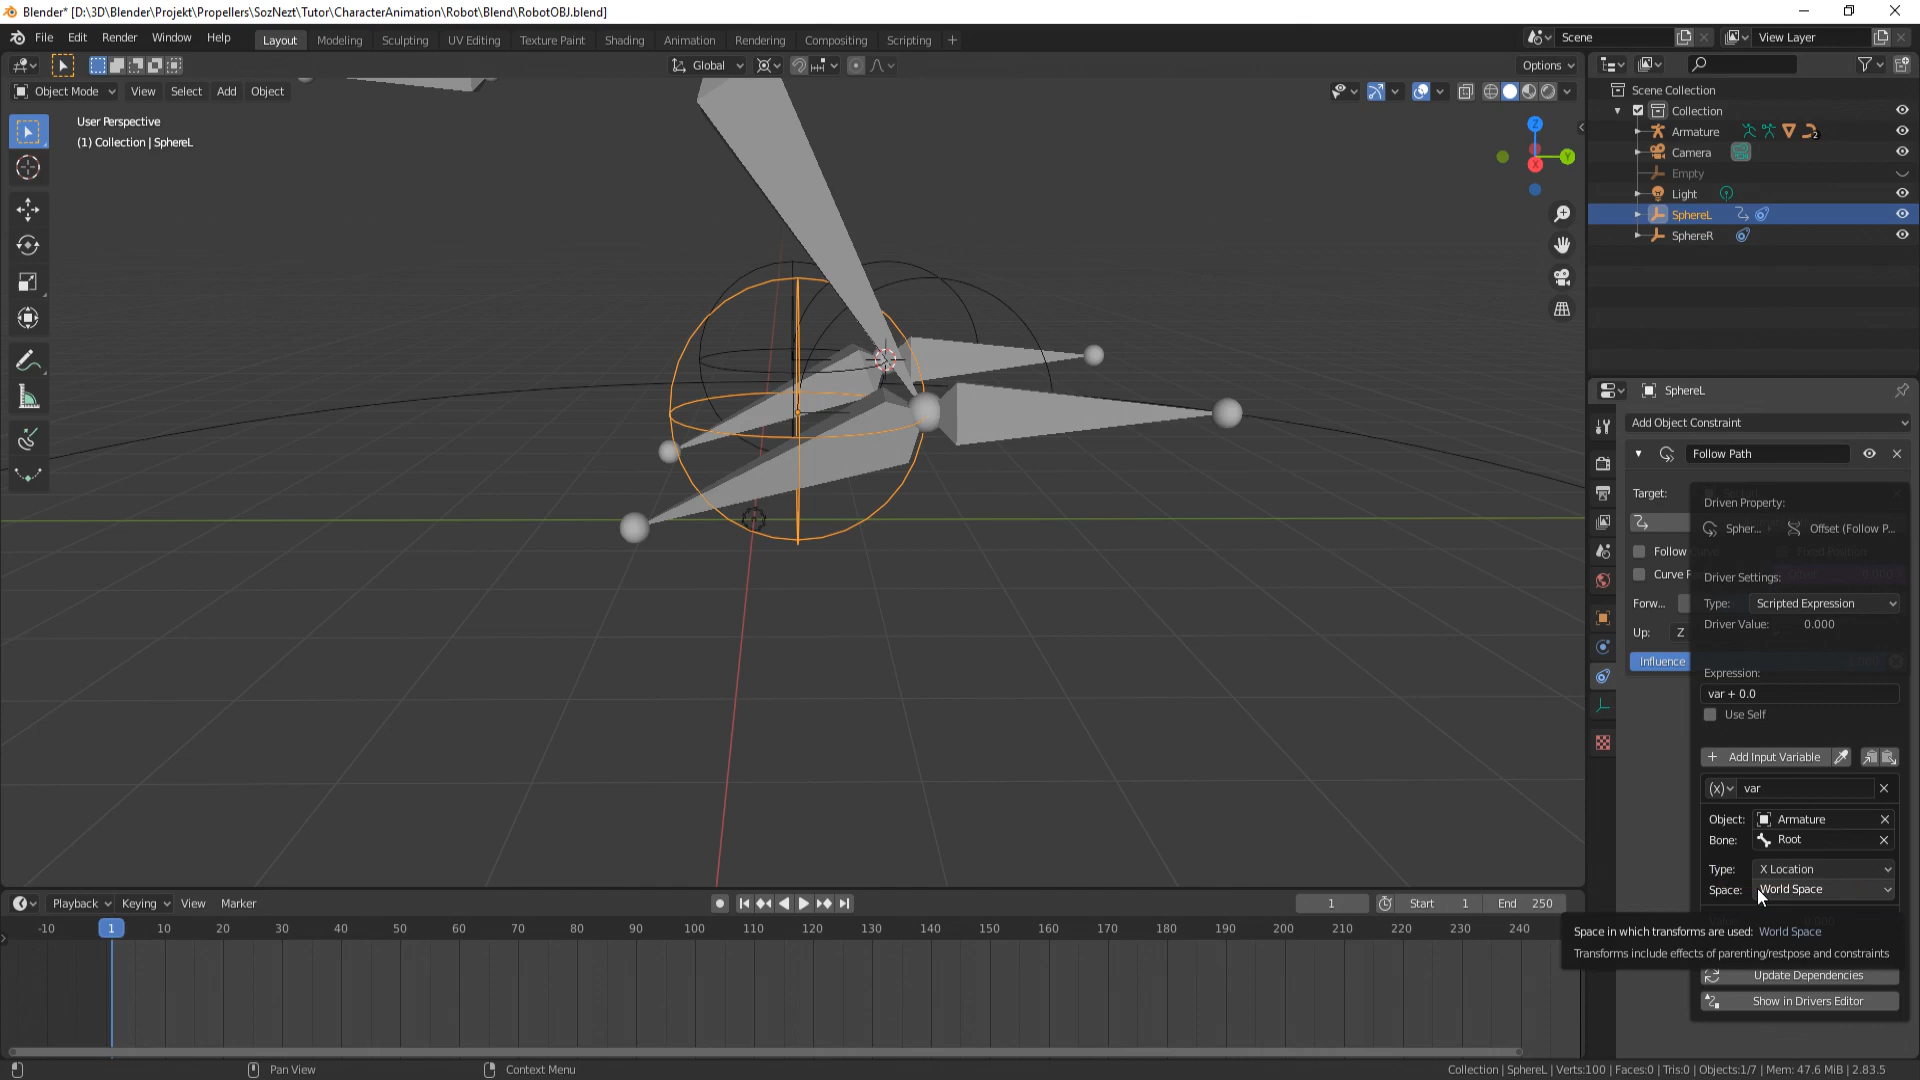 Blender* [D:\3D\Blender\Projekt\Propellers\SozNezt\Tutor\CharacterAnimation\Robot\Blend\RobotOBJ.blend]
File Edit Render Window Help Layout Modeling Sculpting UV Editing Texture Paint Shading Animation Rendering Compositing Scripting + Scene View Layer
Global Options
Object Mode View Select Add Object
User Perspective
(1) Collection | SphereL
Z
Y
X
Scene Collection
Collection
Armature 2
Camera
Empty
Light
SphereL
SphereR
SphereL
Add Object Constraint
Follow Path
Target:
Driven Property:
Spher... Offset (Follow P...
Follow
Curve F
Driver Settings:
Forw... Type: Scripted Expression
Up: Z Driver Value: 0.000
Influence
Expression:
var + 0.0
Use Self
Add Input Variable
(x) var
Object: Armature
Bone: Root
Type: X Location
Space: World Space
Space in which transforms are used: World Space
Transforms include effects of parenting/restpose and constraints
Update Dependencies
Show in Drivers Editor
Playback Keying View Marker 1 Start 1 End 250
-10 1 10 20 30 40 50 60 70 80 90 100 110 120 130 140 150 160 170 180 190 200 210 220 230 240
Pan View Context Menu Collection | SphereL | Verts:100 | Faces:0 | Tris:0 | Objects:1/7 | Mem: 47.6 MiB | 2.83.5